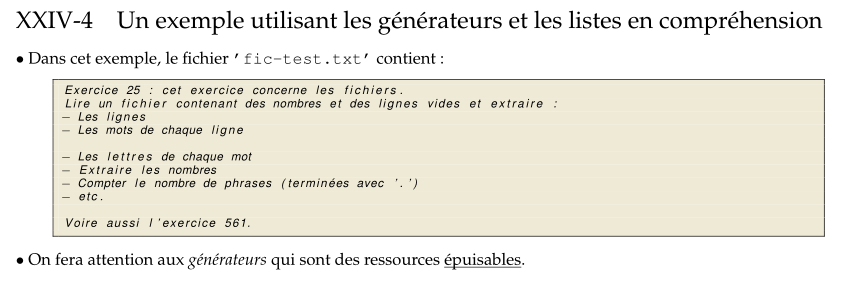 XXIV-4 Un exemple utilisant les générateurs et les listes en compréhension
• Dans cet exemple, le fichier 'fic-test.txt' contient :
Exercice 25 : cet exercice concerne les fichiers.
Lire un fichier contenant des nombres et des lignes vides et extraire :
– Les lignes
– Les mots de chaque ligne
– Les lettres de chaque mot
– Extraire les nombres
– Compter le nombre de phrases (terminées avec '.')
– etc.
Voire aussi l'exercice 561.
• On fera attention aux générateurs qui sont des ressources épuisables.